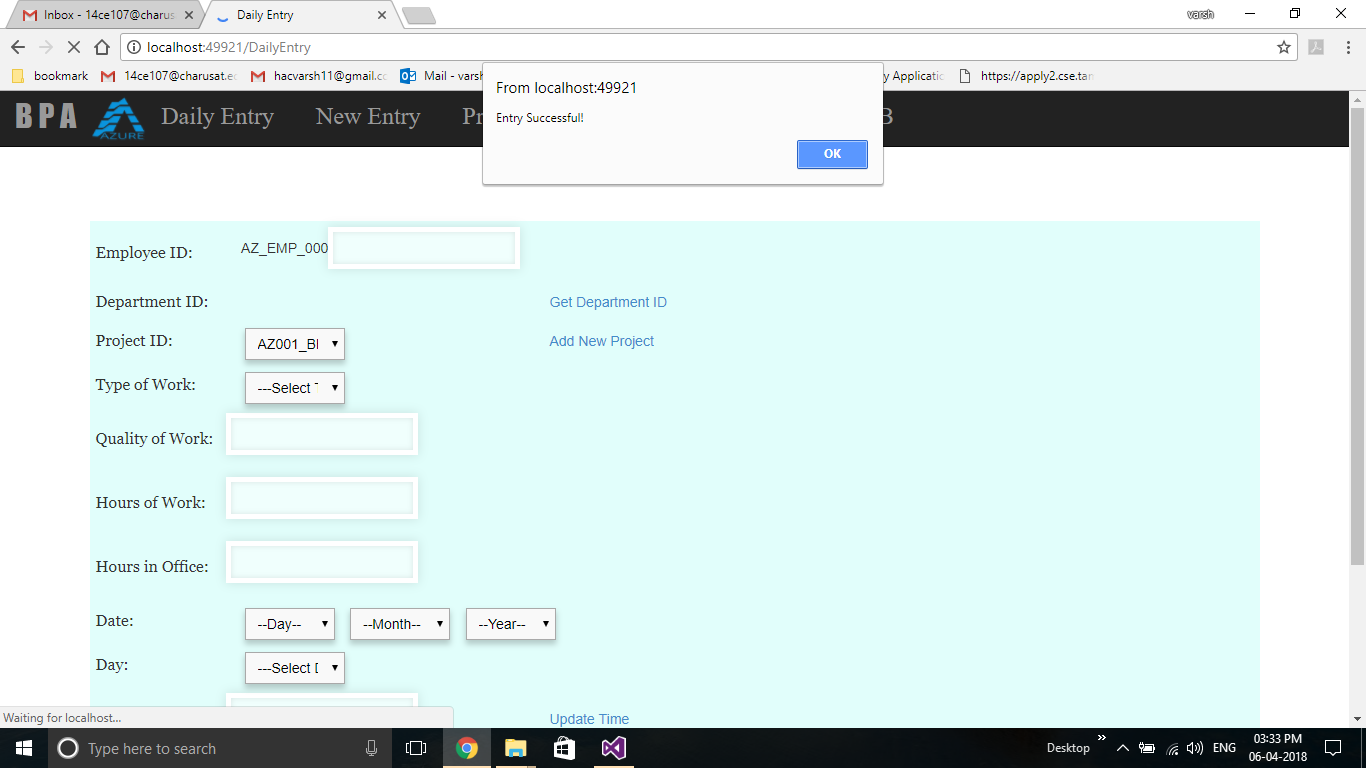 Inbox - 14ce107@charus
Daily Entry
varsh
localhost:49921/DailyEntry
bookmark
14ce107@charusat.ec
hacvarsh11@gmail.cc
Mail - varsh
y Applicatic
https://apply2.cse.tan
From localhost:49921
Entry Successful!
OK
BPA
AZURE
Daily Entry
New Entry
Pr
B
Employee ID:
AZ_EMP_000
Department ID:
Get Department ID
Project ID:
AZ001_BI
Add New Project
Type of Work:
---Select T
Quality of Work:
Hours of Work:
Hours in Office:
Date:
--Day--
--Month--
--Year--
Day:
---Select D
Update Time
Waiting for localhost...
Type here to search
Desktop
ENG
03:33 PM
06-04-2018